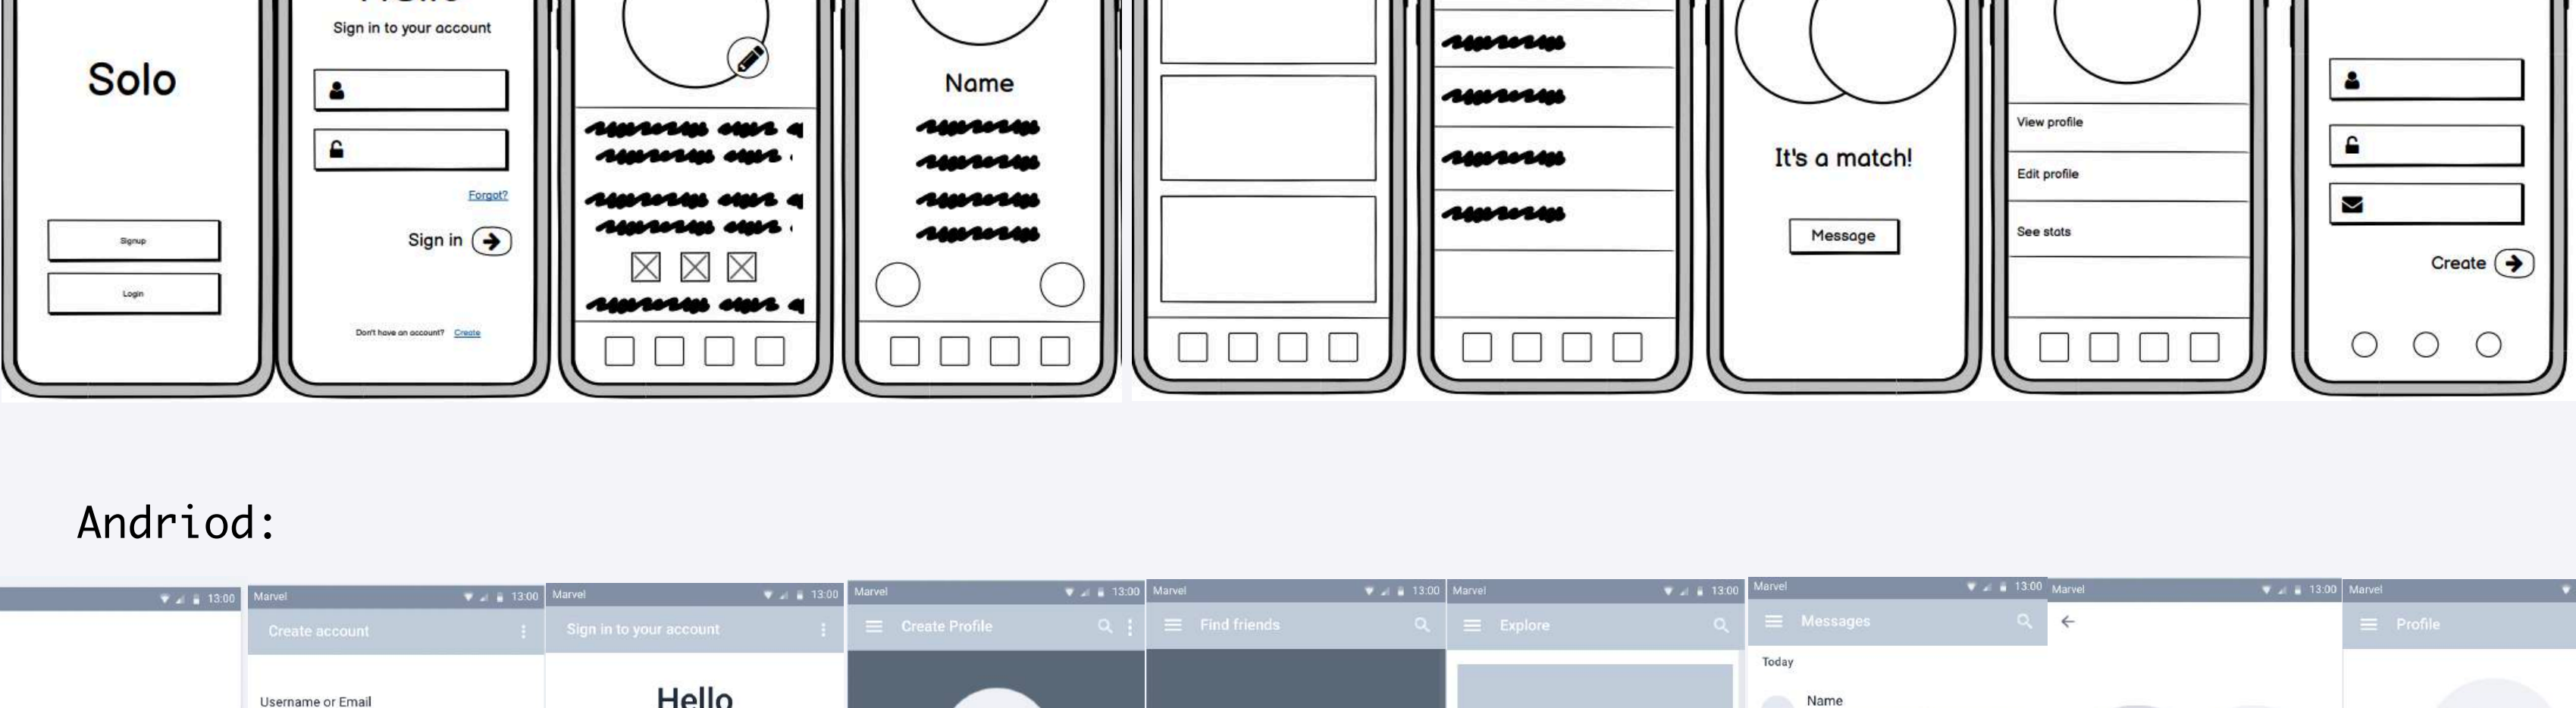 Solo
Signup
Login
Sign in to your account
Forgot?
Sign in
Don't have an account? Create
Name
It's a match!
Message
View profile
Edit profile
See stats
Create
Andriod:
13:00
Marvel 13:00
Create account
Username or Email
Marvel 13:00
Sign in to your account
Hello
Marvel 13:00
Create Profile
Marvel 13:00
Find friends
Marvel 13:00
Explore
Marvel 13:00
Messages
Today
Name
Marvel 13:00
Marvel
Profile